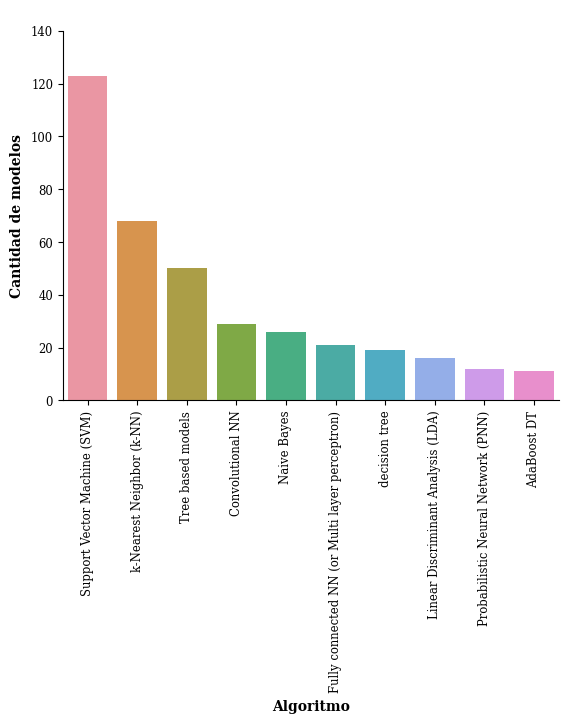 140
120
100
80
60
40
20
0
Cantidad de modelos
Support Vector Machine (SVM)
k-Nearest Neighbor (k-NN)
Tree based models
Convolutional NN
Naive Bayes
Fully connected NN (or Multi layer perceptron)
decision tree
Linear Discriminant Analysis (LDA)
Probabilistic Neural Network (PNN)
AdaBoost DT
Algoritmo